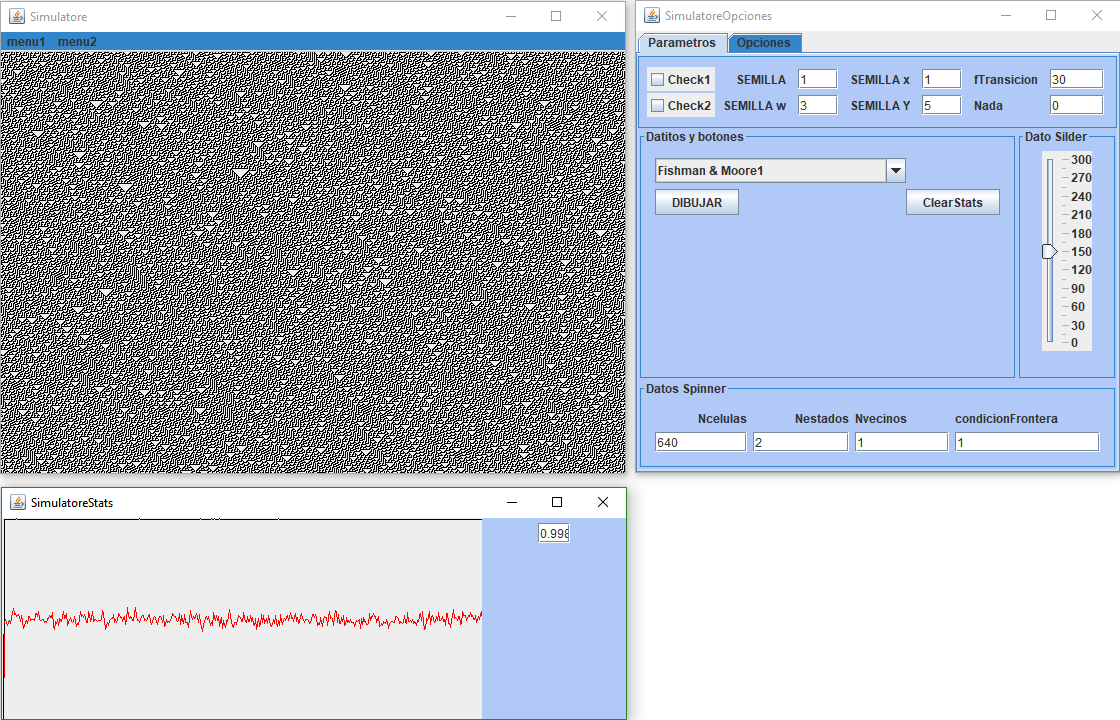 Simulatore
menu1 menu2
SimulatoreOpciones
Parametros Opciones
Check1 SEMILLA 1 SEMILLA x 1 fTransicion 30
Check2 SEMILLA w 3 SEMILLA Y 5 Nada 0
Datitos y botones
Dato Silder
Fishman & Moore1
DIBUJAR ClearStats
300
270
240
210
180
150
120
90
60
30
0
Datos Spinner
Ncelulas Nestados Nvecinos condicionFrontera
640 2 1 1
SimulatoreStats
0.998